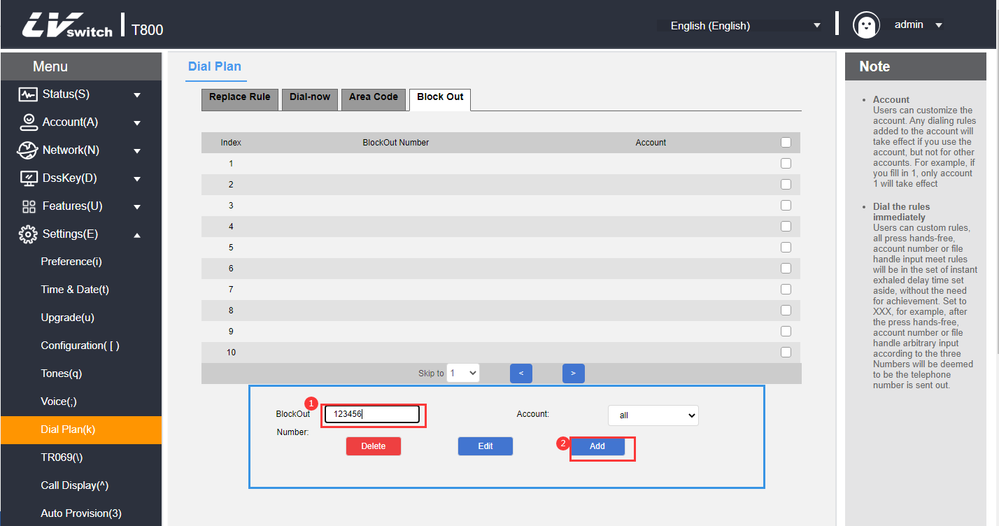 LVswitch T800
English (English)
admin
Menu
Status(S)
Account(A)
Network(N)
DssKey(D)
Features(U)
Settings(E)
Preference(i)
Time & Date(t)
Upgrade(u)
Configuration( [ )
Tones(q)
Voice(;)
Dial Plan(k)
TR069(\)
Call Display(^)
Auto Provision(3)
Dial Plan
Replace Rule Dial-now Area Code Block Out
Index BlockOut Number Account
1
2
3
4
5
6
7
8
9
10
Skip to 1 < >
1
BlockOut Number:
123456
Account: all
Delete Edit 2 Add
Note
Account
Users can customize the
account. Any dialing rules
added to the account will
take effect if you use the
account, but not for other
accounts. For example, if
you fill in 1, only account
1 will take effect
Dial the rules
immediately
Users can custom rules,
all press hands-free,
account number or file
handle input meet rules
will be in the set of instant
exhaled delay time set
aside, without the need
for achievement. Set to
XXX, for example, after
the press hands-free,
account number or file
handle arbitrary input
according to the three
Numbers will be deemed
to be the telephone
number is sent out.